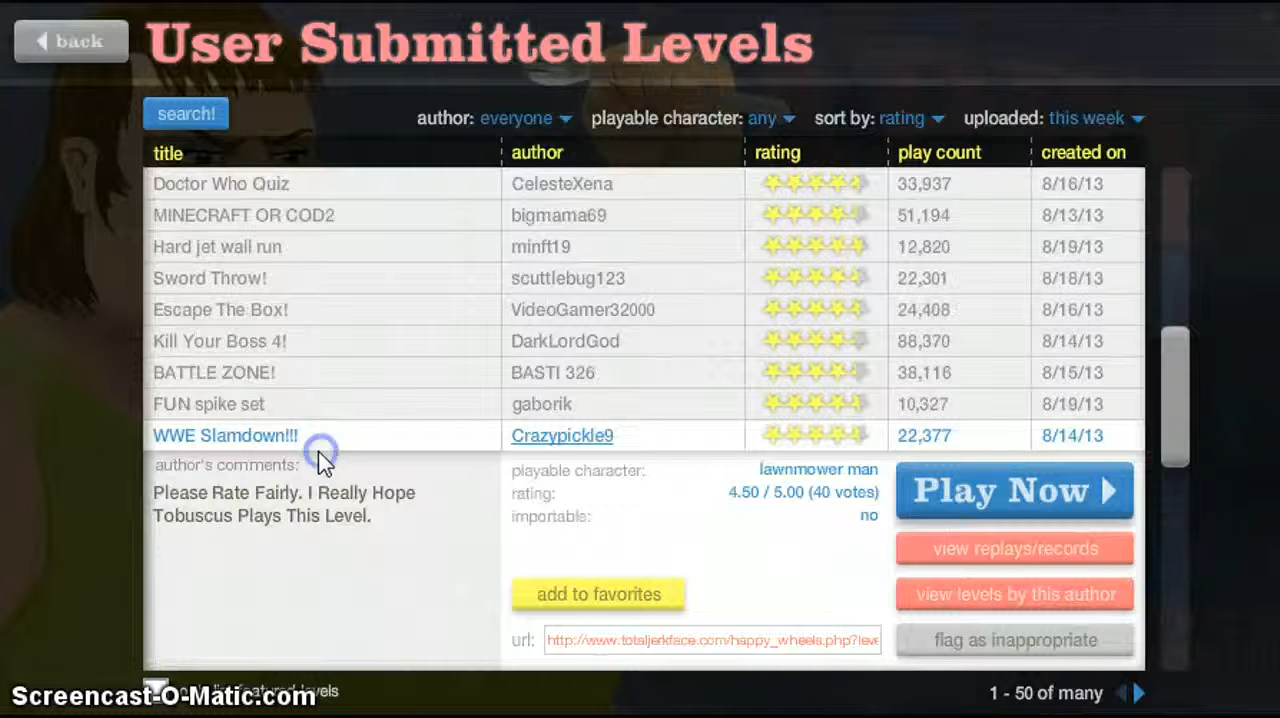 back
User Submitted Levels
search!
author: everyone playable character: any sort by: rating uploaded: this week
title author rating play count created on
Doctor Who Quiz CelesteXena 33,937 8/16/13
MINECRAFT OR COD2 bigmama69 51,194 8/13/13
Hard jet wall run minft19 12,820 8/19/13
Sword Throw! scuttlebug123 22,301 8/18/13
Escape The Box! VideoGamer32000 24,408 8/16/13
Kill Your Boss 4! DarkLordGod 88,370 8/14/13
BATTLE ZONE! BASTI 326 38,116 8/15/13
FUN spike set gaborik 10,327 8/19/13
WWE Slamdown!!! Crazypickle9 22,377 8/14/13
author's comments:
Please Rate Fairly. I Really Hope
Tobuscus Plays This Level.
playable character: lawnmower man
rating: 4.50 / 5.00 (40 votes)
importable: no
add to favorites
url: http://www.totaljerkface.com/happy_wheels.php?leve
Play Now
view replays/records
view levels by this author
flag as inappropriate
featured levels
1 - 50 of many
Screencast-O-Matic.com